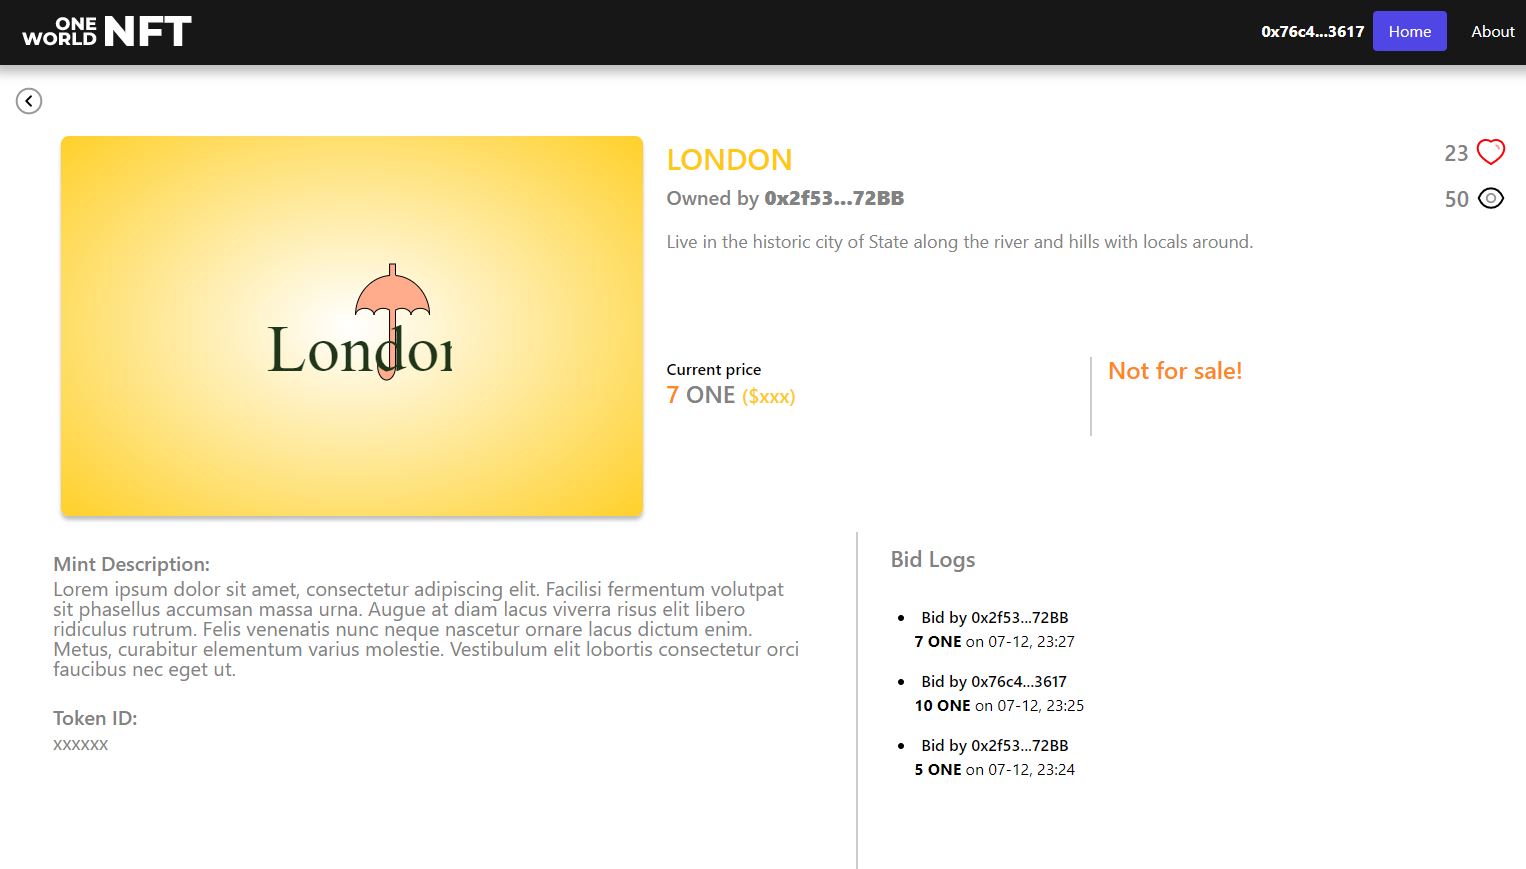 ONE
WORLD NFT
0x76c4...3617 Home About
LONDON
23
Owned by 0x2f53...72BB
50
Live in the historic city of State along the river and hills with locals around.
Londor
Current price
7 ONE ($xxx)
Not for sale!
Mint Description:
Lorem ipsum dolor sit amet, consectetur adipiscing elit. Facilisi fermentum volutpat
sit phasellus accumsan massa urna. Augue at diam lacus viverra risus elit libero
ridiculus rutrum. Felis venenatis nunc neque nascetur ornare lacus dictum enim.
Metus, curabitur elementum varius molestie. Vestibulum elit lobortis consectetur orci
faucibus nec eget ut.
Token ID:
xxxxxx
Bid Logs
Bid by 0x2f53...72BB
7 ONE on 07-12, 23:27
Bid by 0x76c4...3617
10 ONE on 07-12, 23:25
Bid by 0x2f53...72BB
5 ONE on 07-12, 23:24